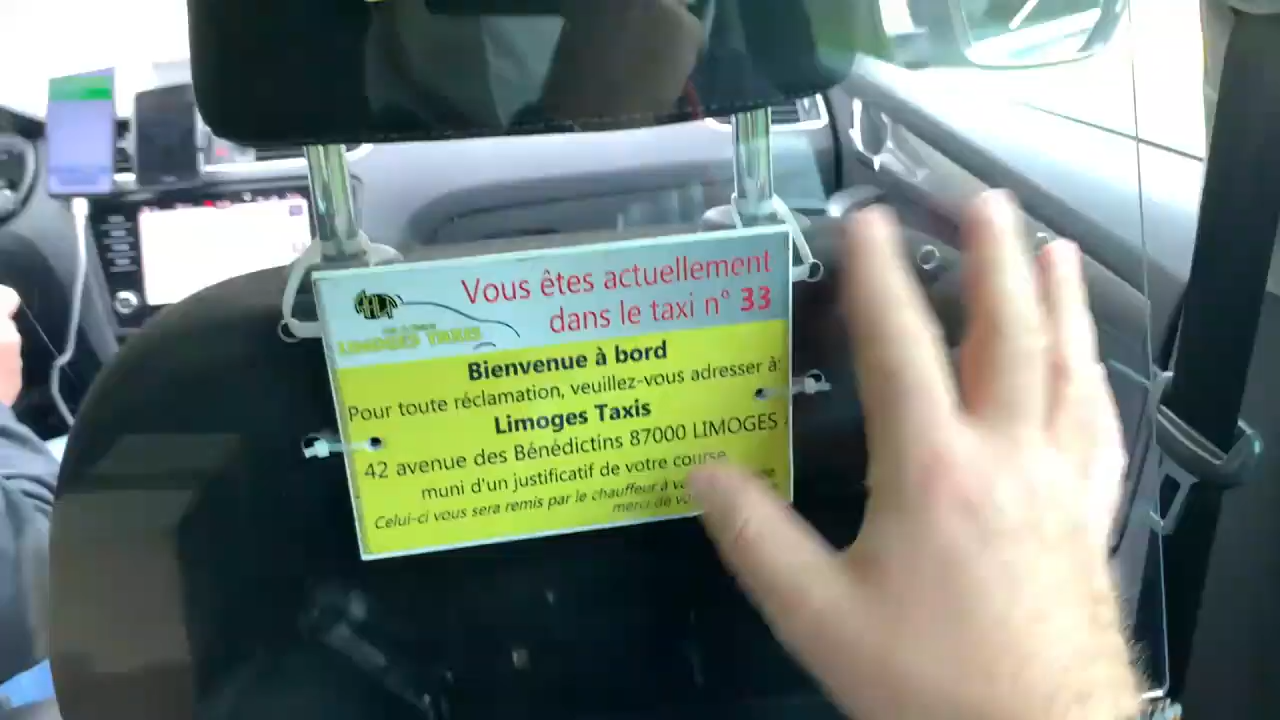 Vous êtes actuellement
dans le taxi n° 33
LIMOGES TAXIS
Bienvenue à bord
Pour toute réclamation, veuillez-vous adresser à:
Limoges Taxis
42 avenue des Bénédictins 87000 LIMOGES
muni d'un justificatif de votre course
Celui-ci vous sera remis par le chauffeur à
merci de